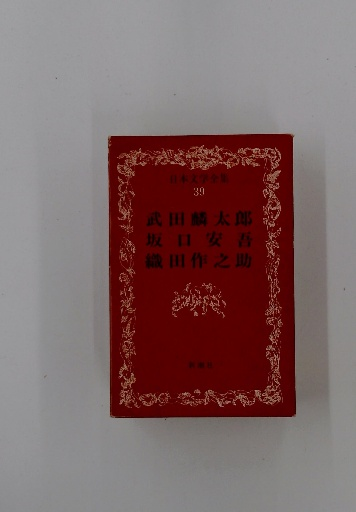 日本文学全集
39
武田麟太郎
坂口安吾
織田作之助
新潮社